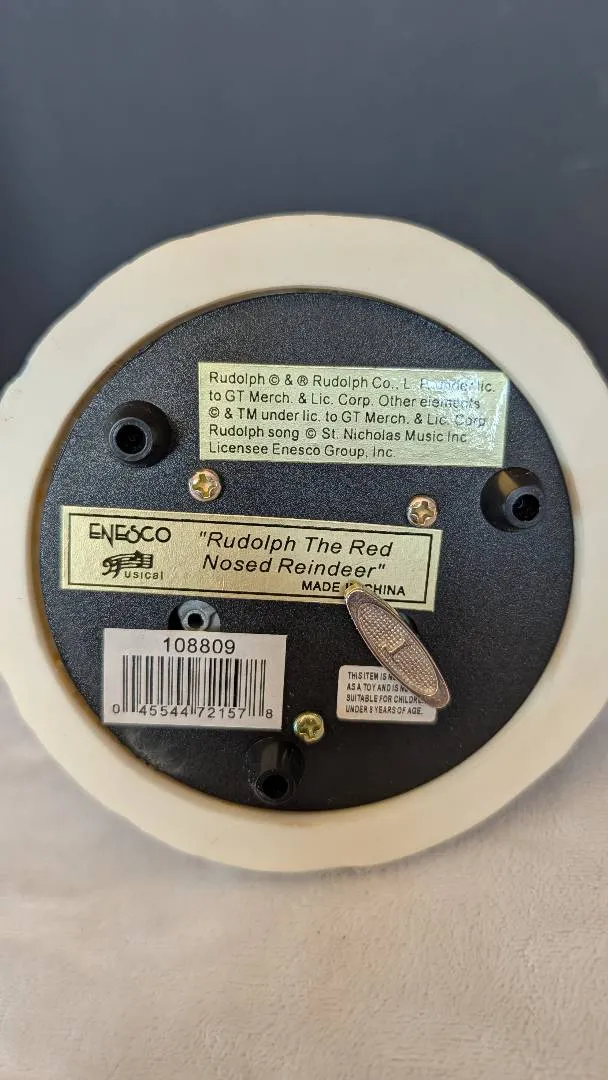 Rudolph © & ® Rudolph Co., L. P. under lic.
to GT Merch. & Lic. Corp. Other elements
© & TM under lic. to GT Merch. & Lic. Corp.
Rudolph song © St. Nicholas Music Inc
Licensee Enesco Group, Inc.
ENESCO
Musical
"Rudolph The Red
Nosed Reindeer"
MADE IN CHINA
108809
0 45544 72157 8
THIS ITEM IS
AS A TOY AND IS
SUITABLE FOR CHILDREN
UNDER 8 YEARS OF AGE.